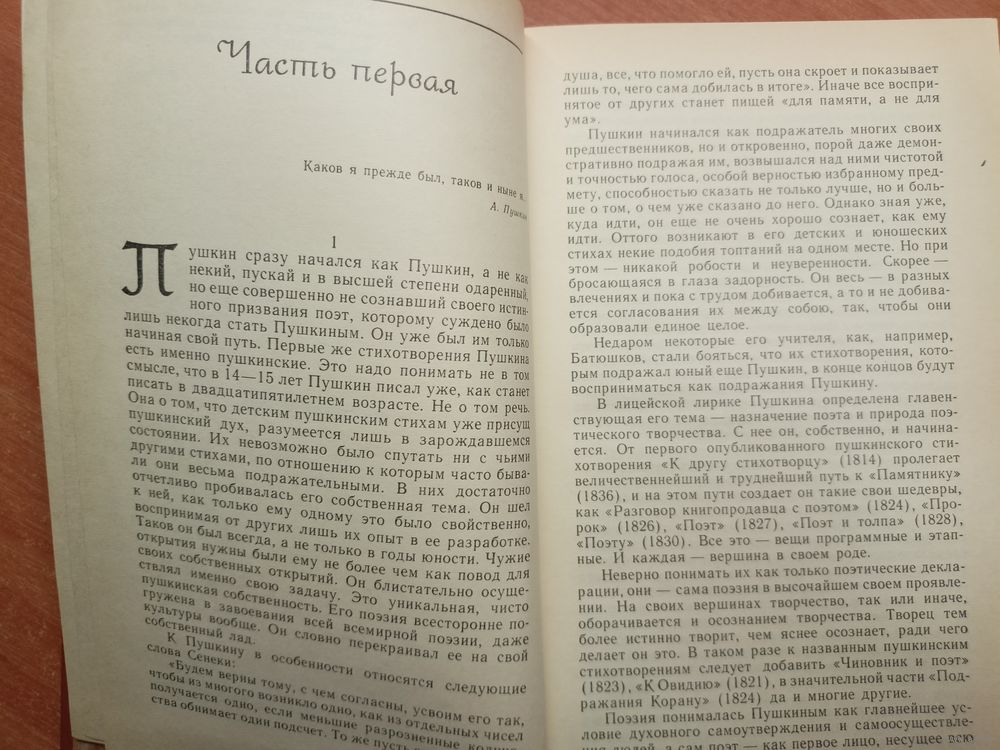 Часть первая
Каков я прежде был, таков и ныне я...
А. Пушкин
1
Пушкин сразу начался как Пушкин, а не как
некий, пускай и в высшей степени одаренный,
но еще совершенно не сознавший своего истин-
ного призвания поэт, которому суждено было
лишь некогда стать Пушкиным. Он уже был им только
начиная свой путь. Первые же стихотворения Пушкина
есть именно пушкинские. Это надо понимать не в том
смысле, что в 14—15 лет Пушкин писал уже, как станет
писать в двадцатипятилетнем возрасте. Не о том речь.
Она о том, что детским пушкинским стихам уже присущ
пушкинский дух, разумеется лишь в зарождавшемся
состоянии. Их невозможно было спутать ни с чьими
другими стихами, по отношению к которым часто быва-
ли они весьма подражательными. В них достаточно
отчетливо пробивалась его собственная тема. Он шел
к ней, как только ему одному это было свойственно,
воспринимая от других лишь их опыт в ее разработке.
Таков он был всегда, а не только в годы юности. Чужие
открытия нужны были ему не более чем как повод для
своих собственных открытий. Он блистательно осуще-
ствлял именно свою задачу. Это уникальная, чисто
пушкинская собственность. Его поэзия всесторонне по-
гружена в завоевания всей всемирной поэзии, даже
культуры вообще. Он словно перекраивал ее на свой
собственный лад.
К Пушкину в особенности относятся следующие
слова Сенеки:
«Будем верны тому, с чем согласны, усвоим его так,
чтобы из многого возникло одно, как из отдельных чисел
получается одно, если меньшие разрозненные
ства обнимает один подсчет. То же пусть
душа, все, что помогло ей, пусть она скроет и показывает
лишь то, чего сама добилась в итоге». Иначе все воспри-
нятое от других станет пищей «для памяти, а не для
ума».
Пушкин начинался как подражатель многих своих
предшественников, но и откровенно, порой даже демон-
стративно подражая им, возвышался над ними чистотой
и точностью голоса, особой верностью избранному пред-
мету, способностью сказать не только лучше, но и боль-
ше о том, о чем уже сказано до него. Однако зная уже,
куда идти, он еще не очень хорошо сознает, как ему
идти. Оттого возникают в его детских и юношеских
стихах некие подобия топтаний на одном месте. Но при
этом — никакой робости и неуверенности. Скорее —
бросающаяся в глаза задорность. Он весь — в разных
влечениях и пока с трудом добивается, а то и не добива-
ется согласования их между собою, так, чтобы они
образовали единое целое.
Недаром некоторые его учителя, как, например,
Батюшков, стали бояться, что их стихотворения, кото-
рым подражал юный еще Пушкин, в конце концов будут
восприниматься как подражания Пушкину.
В лицейской лирике Пушкина определена главен-
ствующая его тема — назначение поэта и природа поэ-
тического творчества. С нее он, собственно, и начина-
ется. От первого опубликованного пушкинского сти-
хотворения «К другу стихотворцу» (1814) пролегает
величественнейший и труднейший путь к «Памятнику»
(1836), и на этом пути создает он такие свои шедевры,
как «Разговор книгопродавца с поэтом» (1824), «Про-
рок» (1826), «Поэт» (1827), «Поэт и толпа» (1828),
«Поэту» (1830). Все это — вещи программные и этап-
ные. И каждая — вершина в своем роде.
Неверно понимать их как только поэтические декла-
рации, они — сама поэзия в высочайшем своем проявле-
нии. На своих вершинах творчество, так или иначе,
оборачивается и осознанием творчества. Творец тем
более истинно творит, чем яснее осознает, ради чего
делает он это. В таком разе к названным пушкинским
стихотворениям следует добавить «Чиновник и поэт»
(1823), «К Овидию» (1821), в значительной части «Под-
ражания Корану» (1824) да и многие другие.
Поэзия понималась Пушкиным как главнейшее ус-
ловие духовного самоутверждения и самоосуществле-
ния людей, а сам поэт — как первое лицо, несущее всю